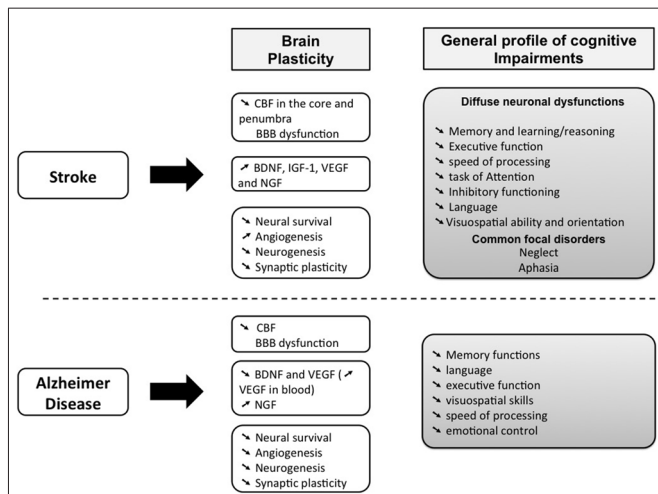 Brain
Plasticity
General profile of cognitive
Impairments
Stroke
↘ CBF in the core and
penumbra
BBB dysfunction
↗ BDNF, IGF-1, VEGF
and NGF
↘ Neural survival
↗ Angiogenesis
↘ Neurogenesis
↘ Synaptic plasticity
Diffuse neuronal dysfunctions
↘ Memory and learning/reasoning
↘ Executive function
↘ speed of processing
↘ task of Attention
↘ Inhibitory functioning
↘ Language
↘ Visuospatial ability and orientation
Common focal disorders
Neglect
Aphasia
Alzheimer
Disease
↘ CBF
BBB dysfunction
↘ BDNF and VEGF (↗
VEGF in blood)
↗ NGF
↘ Neural survival
↘ Angiogenesis
↘ Neurogenesis
↘ Synaptic plasticity
↘ Memory functions
↘ language
↘ executive function
↘ visuospatial skills
↘ speed of processing
↘ emotional control